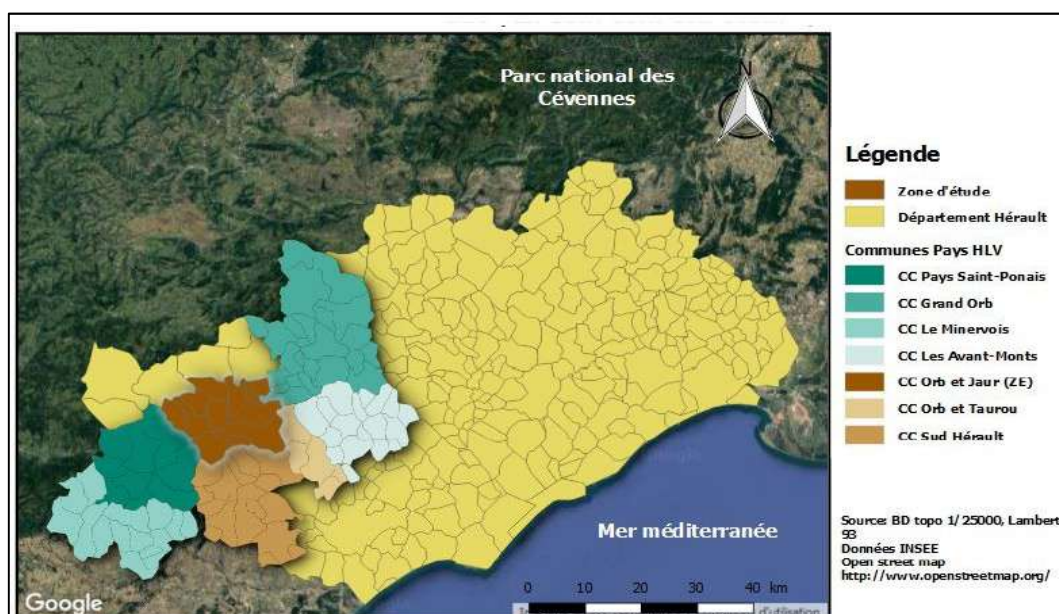 Parc national des
Cévennes
N
Mer méditerranée
0 10 20 30 40 km
Google
d'utilisation
Légende
Zone d'étude
Département Hérault
Communes Pays HLV
CC Pays Saint-Ponais
CC Grand Orb
CC Le Minervois
CC Les Avant-Monts
CC Orb et Jaur (ZE)
CC Orb et Taurou
CC Sud Hérault
Source: BD topo 1/25000, Lambert
93
Données INSEE
Open street map
http://www.openstreetmap.org/